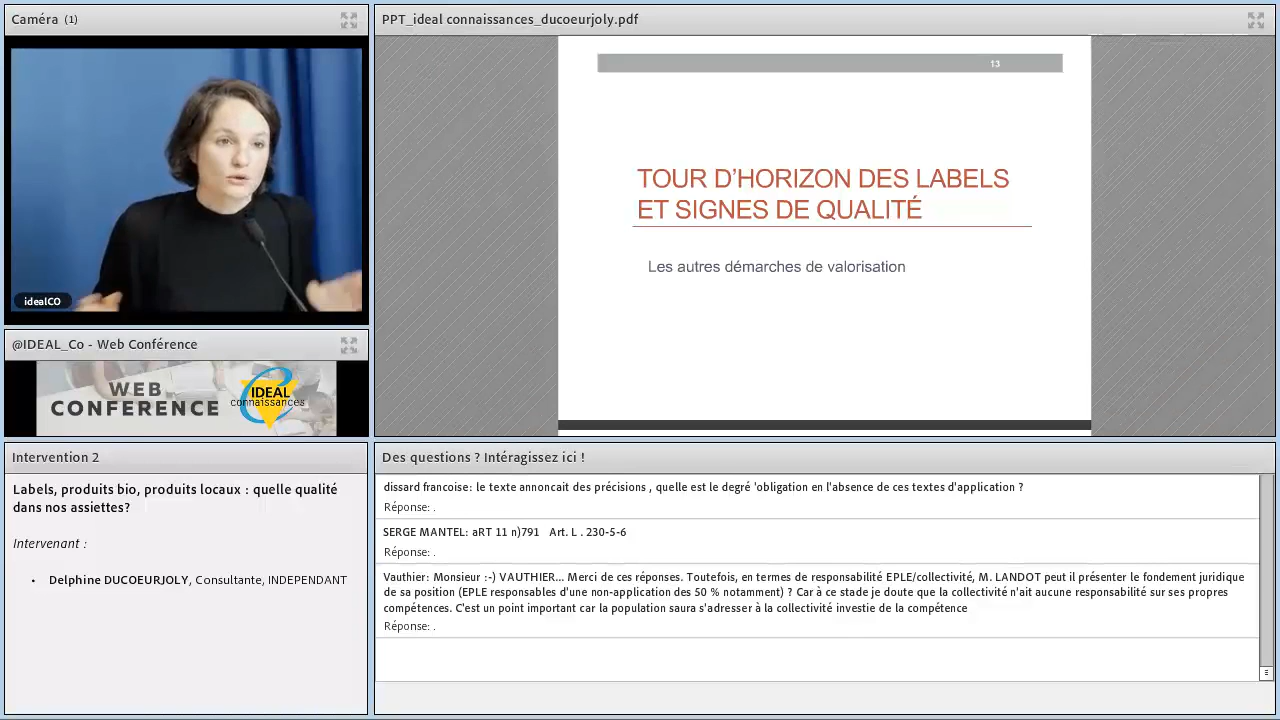 Caméra (1)
idealCO
@IDEAL_Co - Web Conférence
WEB
CONFERENCE
IDEAL
connaissances
PPT_ideal connaissances_ducoeurjoly.pdf
13
TOUR D’HORIZON DES LABELS
ET SIGNES DE QUALITÉ
Les autres démarches de valorisation
Intervention 2
Labels, produits bio, produits locaux : quelle qualité
dans nos assiettes?
Intervenant :
• Delphine DUCOEURJOLY, Consultante, INDEPENDANT
Des questions ? Intéragissez ici !
dissard francoise: le texte annoncait des précisions , quelle est le degré 'obligation en l'absence de ces textes d'application ?
Réponse: .
SERGE MANTEL: aRT 11 n)791 Art. L . 230-5-6
Réponse: .
Vauthier: Monsieur :-) VAUTHIER... Merci de ces réponses. Toutefois, en termes de responsabilité EPLE/collectivité, M. LANDOT peut il présenter le fondement juridique
de sa position (EPLE responsables d'une non-application des 50 % notamment) ? Car à ce stade je doute que la collectivité n'ait aucune responsabilité sur ses propres
compétences. C'est un point important car la population saura s'adresser à la collectivité investie de la compétence
Réponse: .